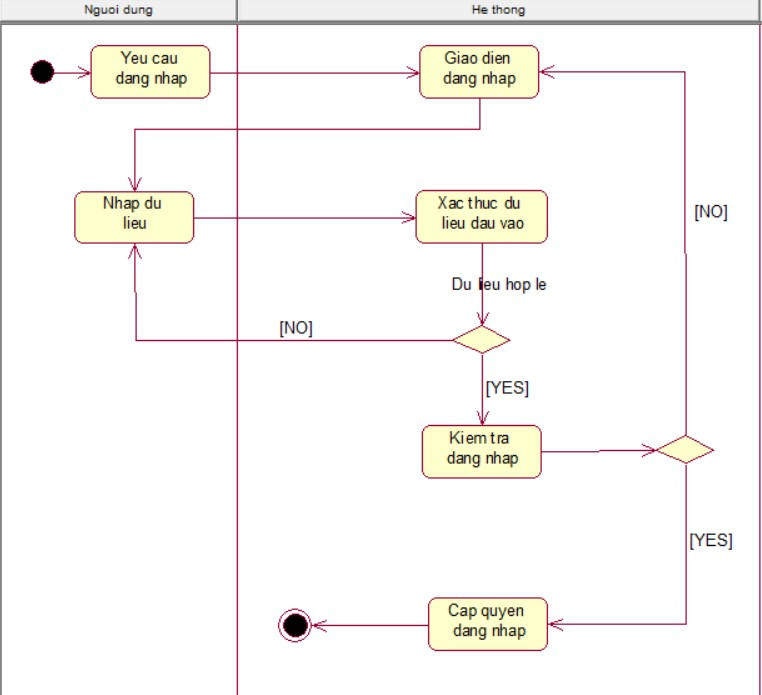 Nguoi dung
He thong
Yeu cau
dang nhap
Giao dien
dang nhap
Nhap du
lieu
Xac thuc du
lieu dau vao
[NO]
Du lieu hop le
[NO]
[YES]
Kiem tra
dang nhap
[YES]
Cap quyen
dang nhap